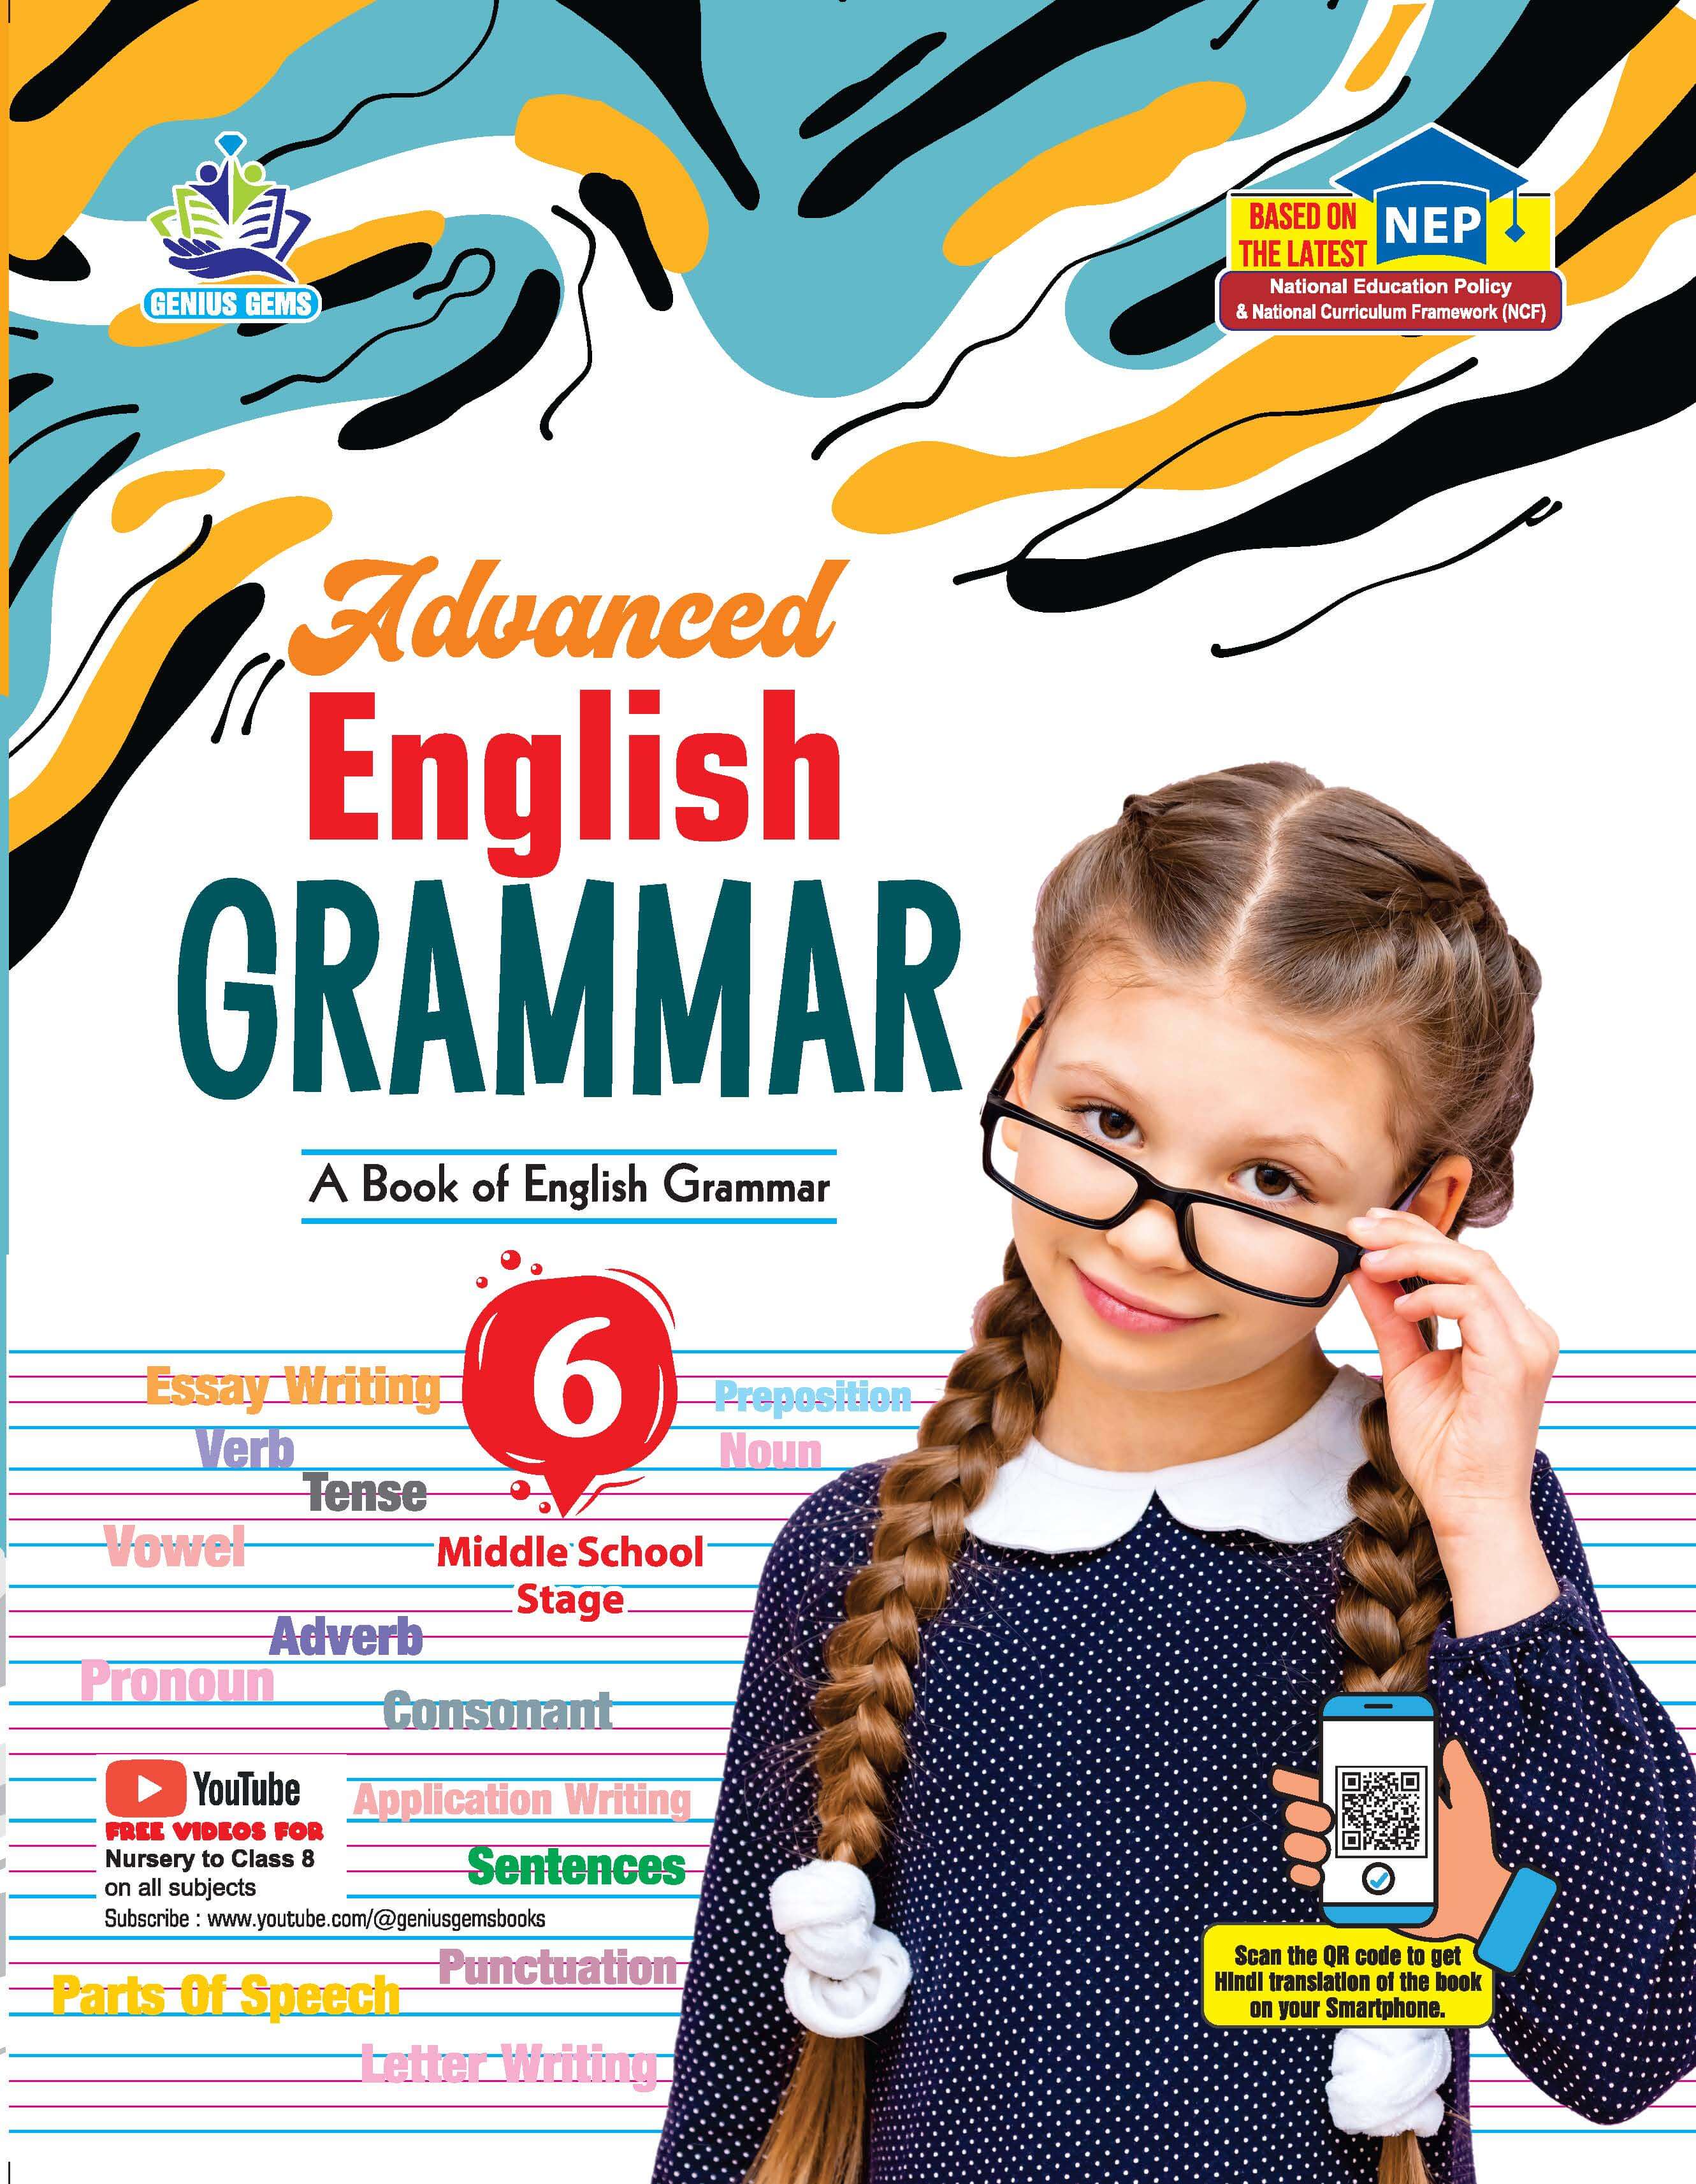 GENIUS GEMS
BASED ON
THE LATEST
NEP
National Education Policy
& National Curriculum Framework (NCF)
Advanced
English
GRAMMAR
A Book of English Grammar
6
Essay Writing
Preposition
Verb
Noun
Tense
Vowel
Middle School
Stage
Adverb
Pronoun
Consonant
YouTube
FREE VIDEOS FOR
Nursery to Class 8
on all subjects
Subscribe : www.youtube.com/@geniusgemsbooks
Application Writing
Sentences
Punctuation
Parts Of Speech
Letter Writing
Scan the QR code to get
Hindi translation of the book
on your Smartphone.